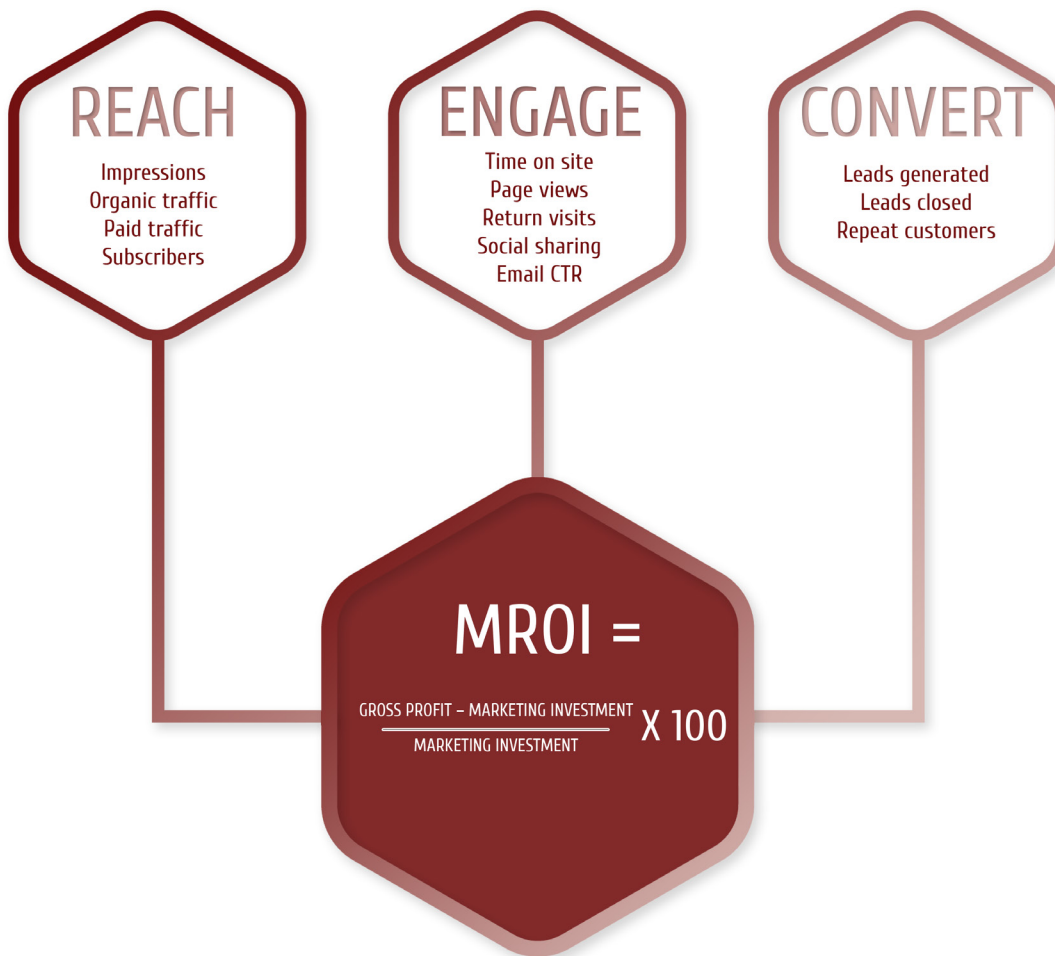 REACH
Impressions
Organic traffic
Paid traffic
Subscribers
ENGAGE
Time on site
Page views
Return visits
Social sharing
Email CTR
CONVERT
Leads generated
Leads closed
Repeat customers
MROI =
GROSS PROFIT – MARKETING INVESTMENT
MARKETING INVESTMENT
X 100